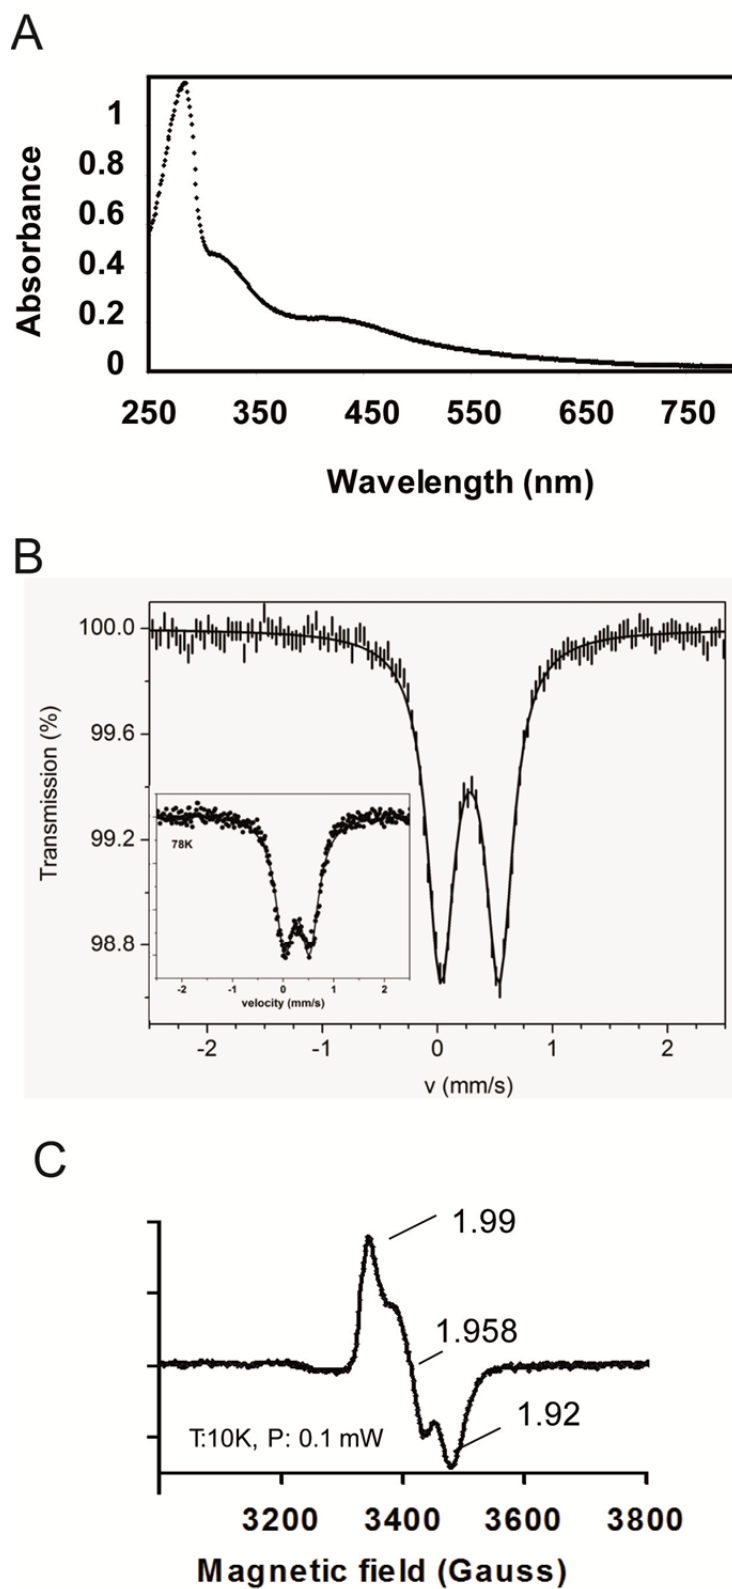 A
1
0.8
0.6
0.4
0.2
0
Absorbance
250 350 450 550 650 750
Wavelength (nm)
B
100.0
99.6
99.2
98.8
Transmission (%)
78K
-2 -1 0 1 2
velocity (mm/s)
-2 -1 0 1 2
v (mm/s)
C
1.99
1.958
1.92
T:10K, P: 0.1 mW
3200 3400 3600 3800
Magnetic field (Gauss)